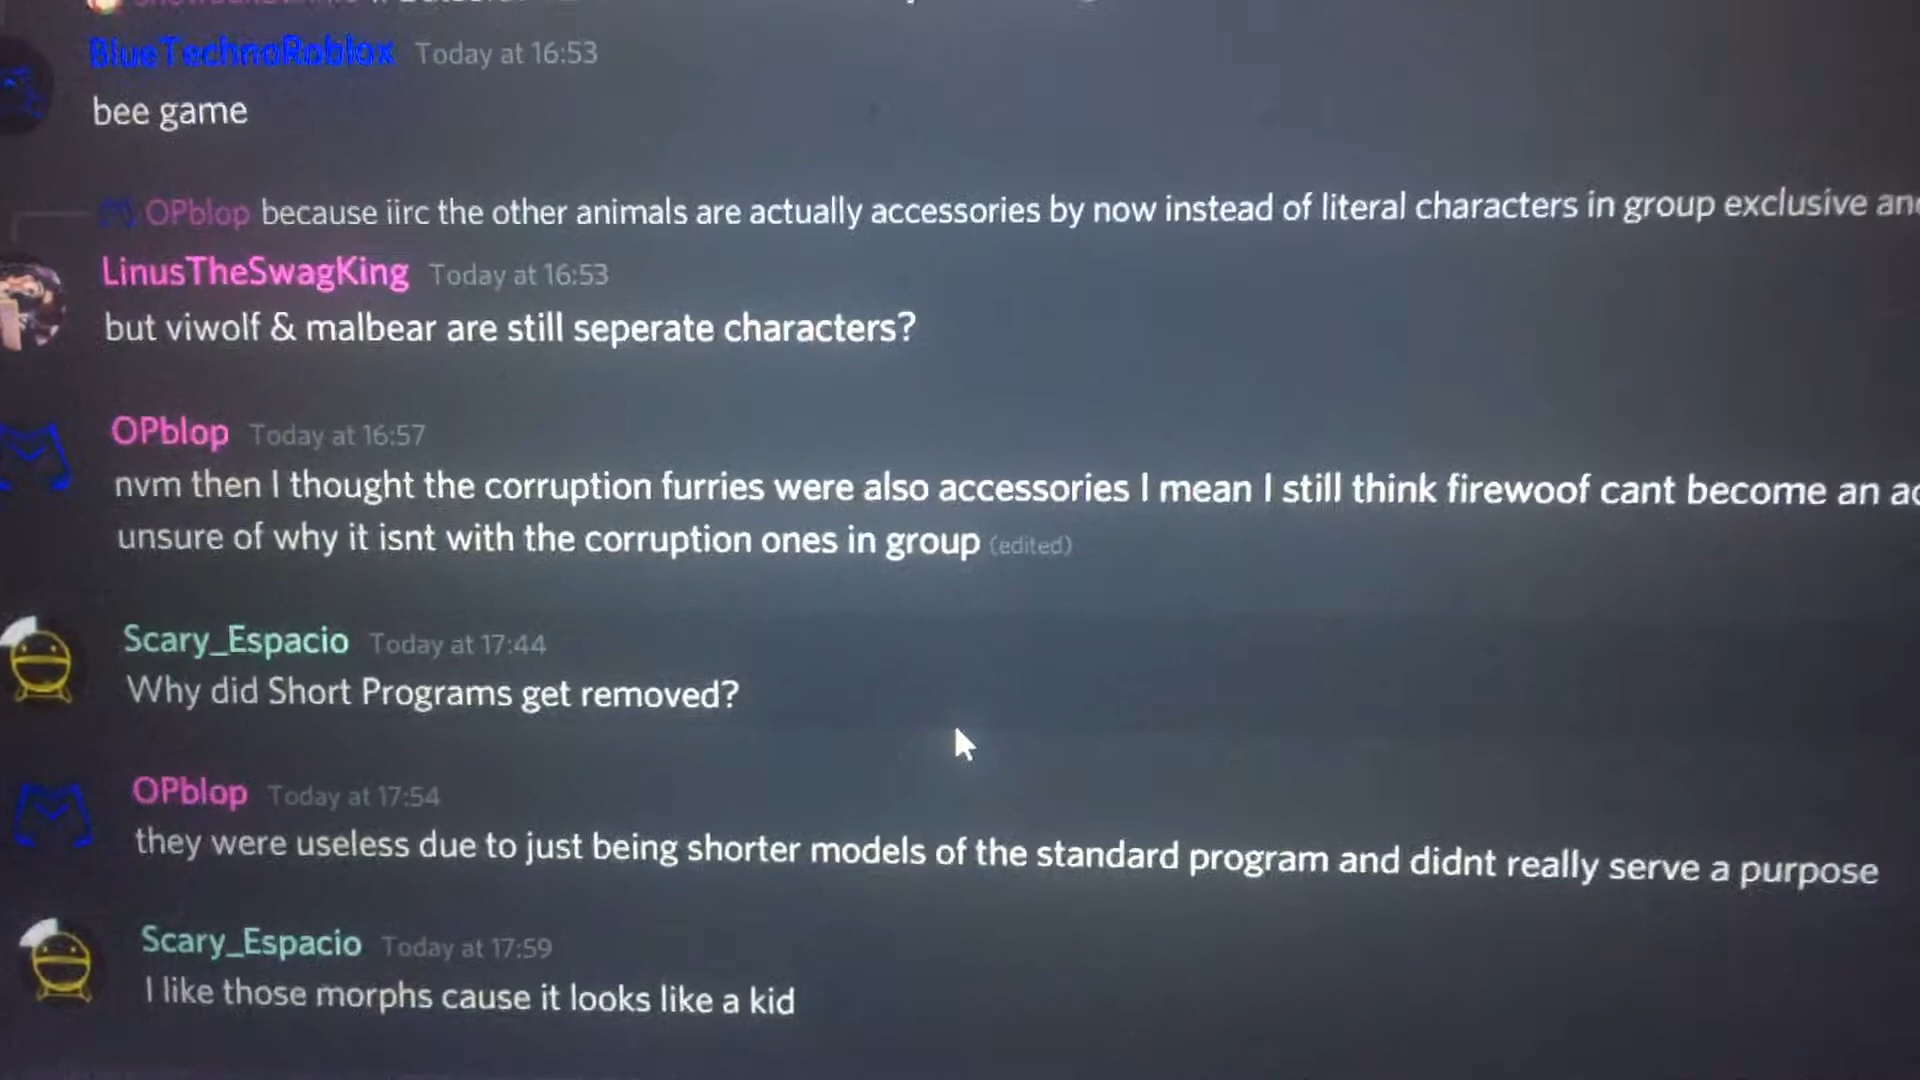 BlueTechnoRoblox Today at 16:53
bee game
OPblop because iirc the other animals are actually accessories by now instead of literal characters in group exclusive
LinusTheSwagKing Today at 16:53
but viwolf & malbear are still seperate characters?
OPblop Today at 16:57
nvm then I thought the corruption furries were also accessories I mean I still think firewoof cant become an
unsure of why it isnt with the corruption ones in group (edited)
Scary_Espacio Today at 17:44
Why did Short Programs get removed?
OPblop Today at 17:54
they were useless due to just being shorter models of the standard program and didnt really serve a purpose
Scary_Espacio Today at 17:59
I like those morphs cause it looks like a kid